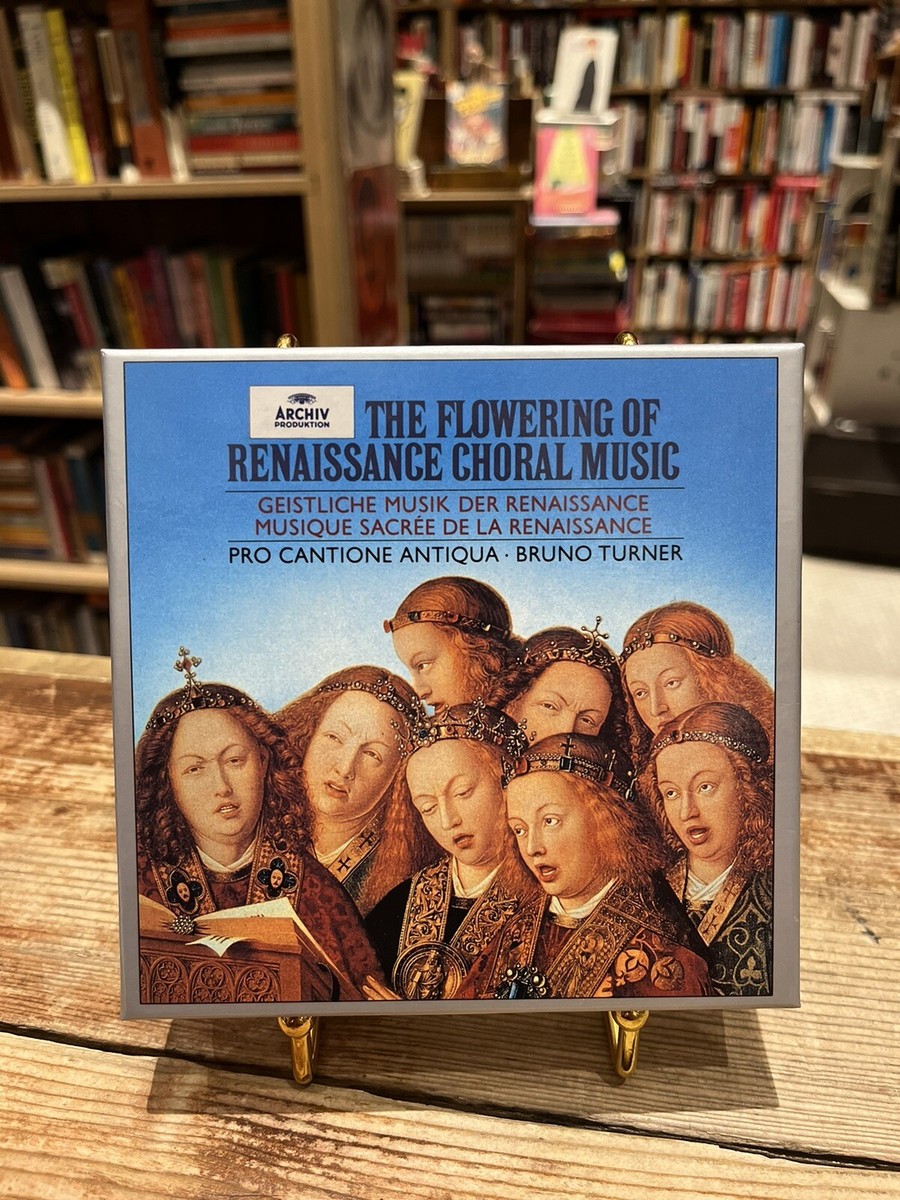 ARCHIV
PRODUKTION
THE FLOWERING OF
RENAISSANCE CHORAL MUSIC
GEISTLICHE MUSIK DER RENAISSANCE
MUSIQUE SACRÉE DE LA RENAISSANCE
PRO CANTIONE ANTIQUA · BRUNO TURNER